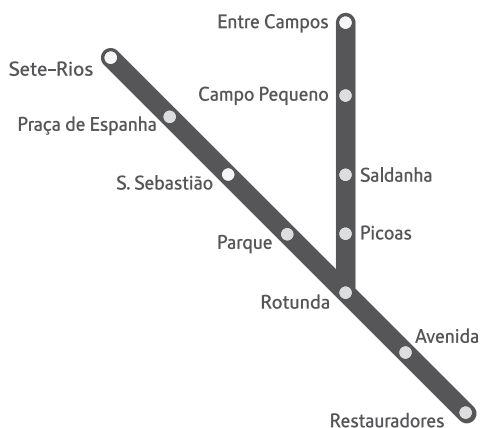 Entre Campos
Sete-Rios
Campo Pequeno
Praça de Espanha
Saldanha
S. Sebastião
Picoas
Parque
Rotunda
Avenida
Restauradores